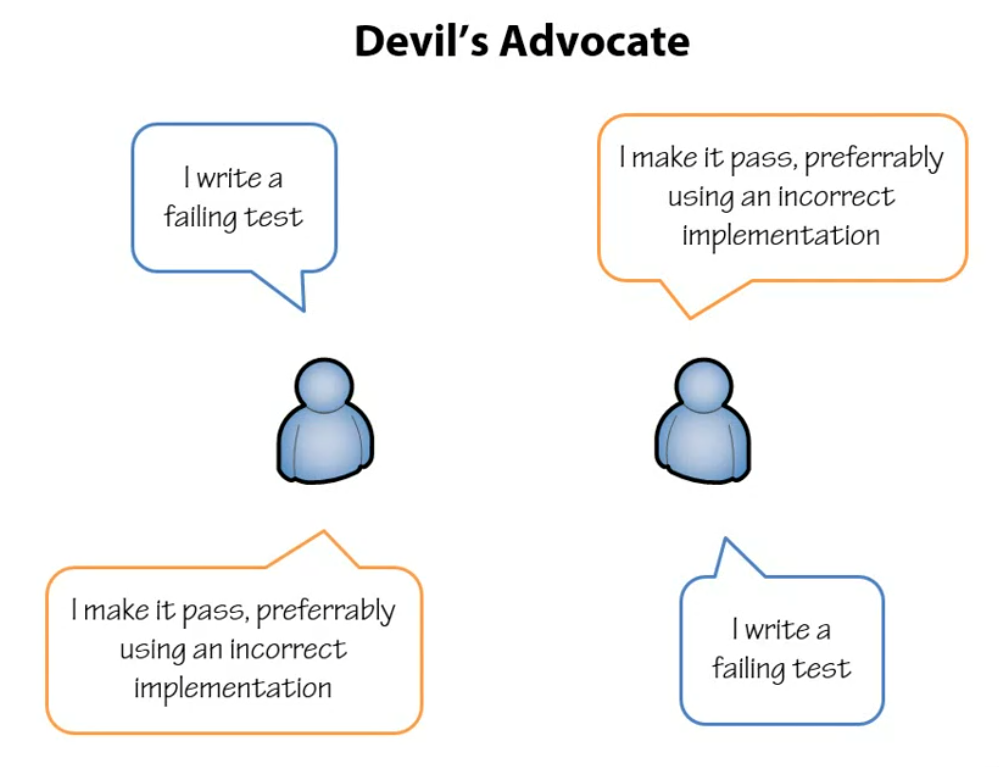 Devil’s Advocate
I write a
failing test
I make it pass, preferrably
using an incorrect
implementation
I make it pass, preferrably
using an incorrect
implementation
I write a
failing test